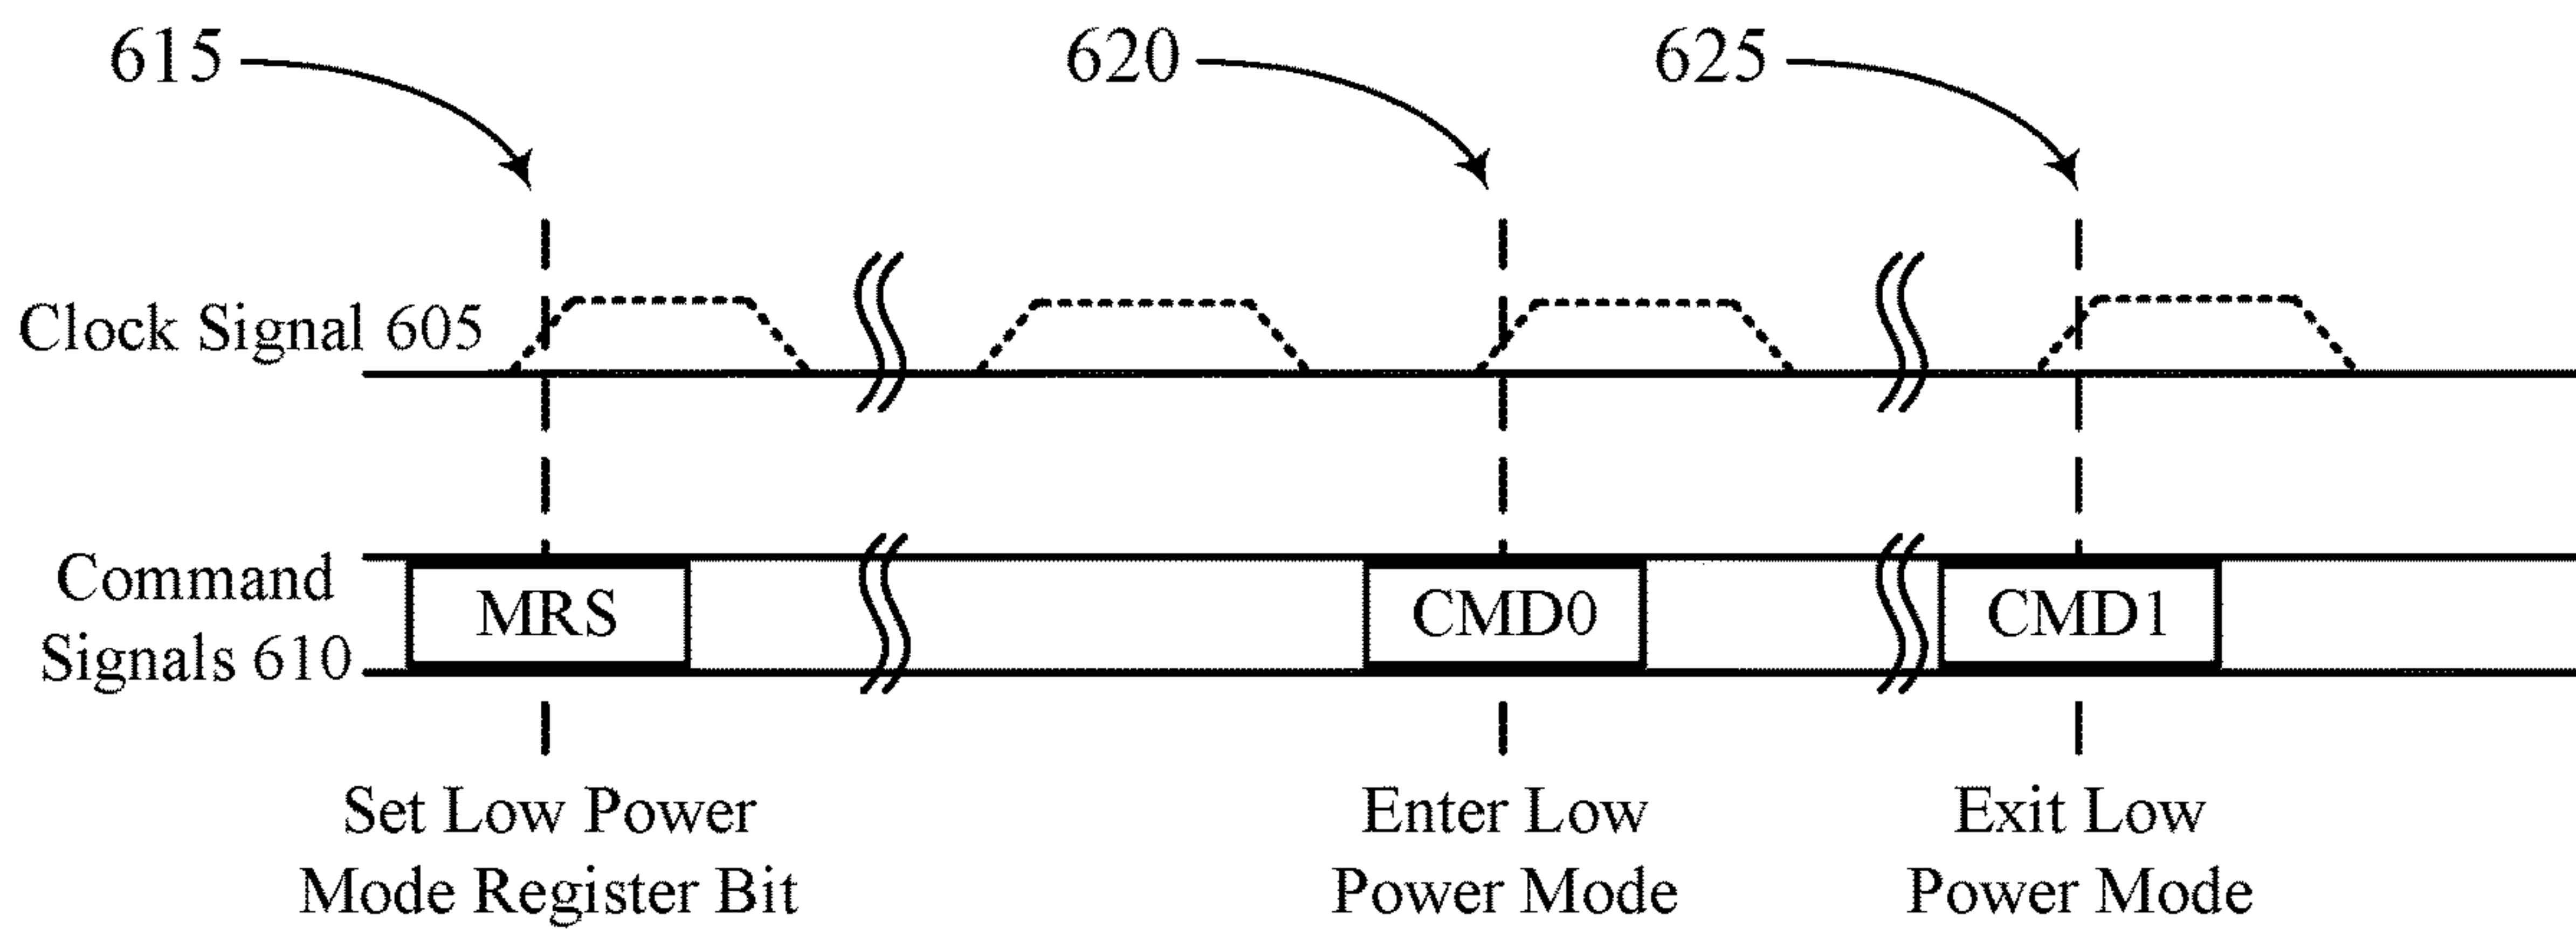 615
620
625
Clock Signal 605
Command
Signals 610
MRS
CMD0
CMD1
Set Low Power
Mode Register Bit
Enter Low
Power Mode
Exit Low
Power Mode